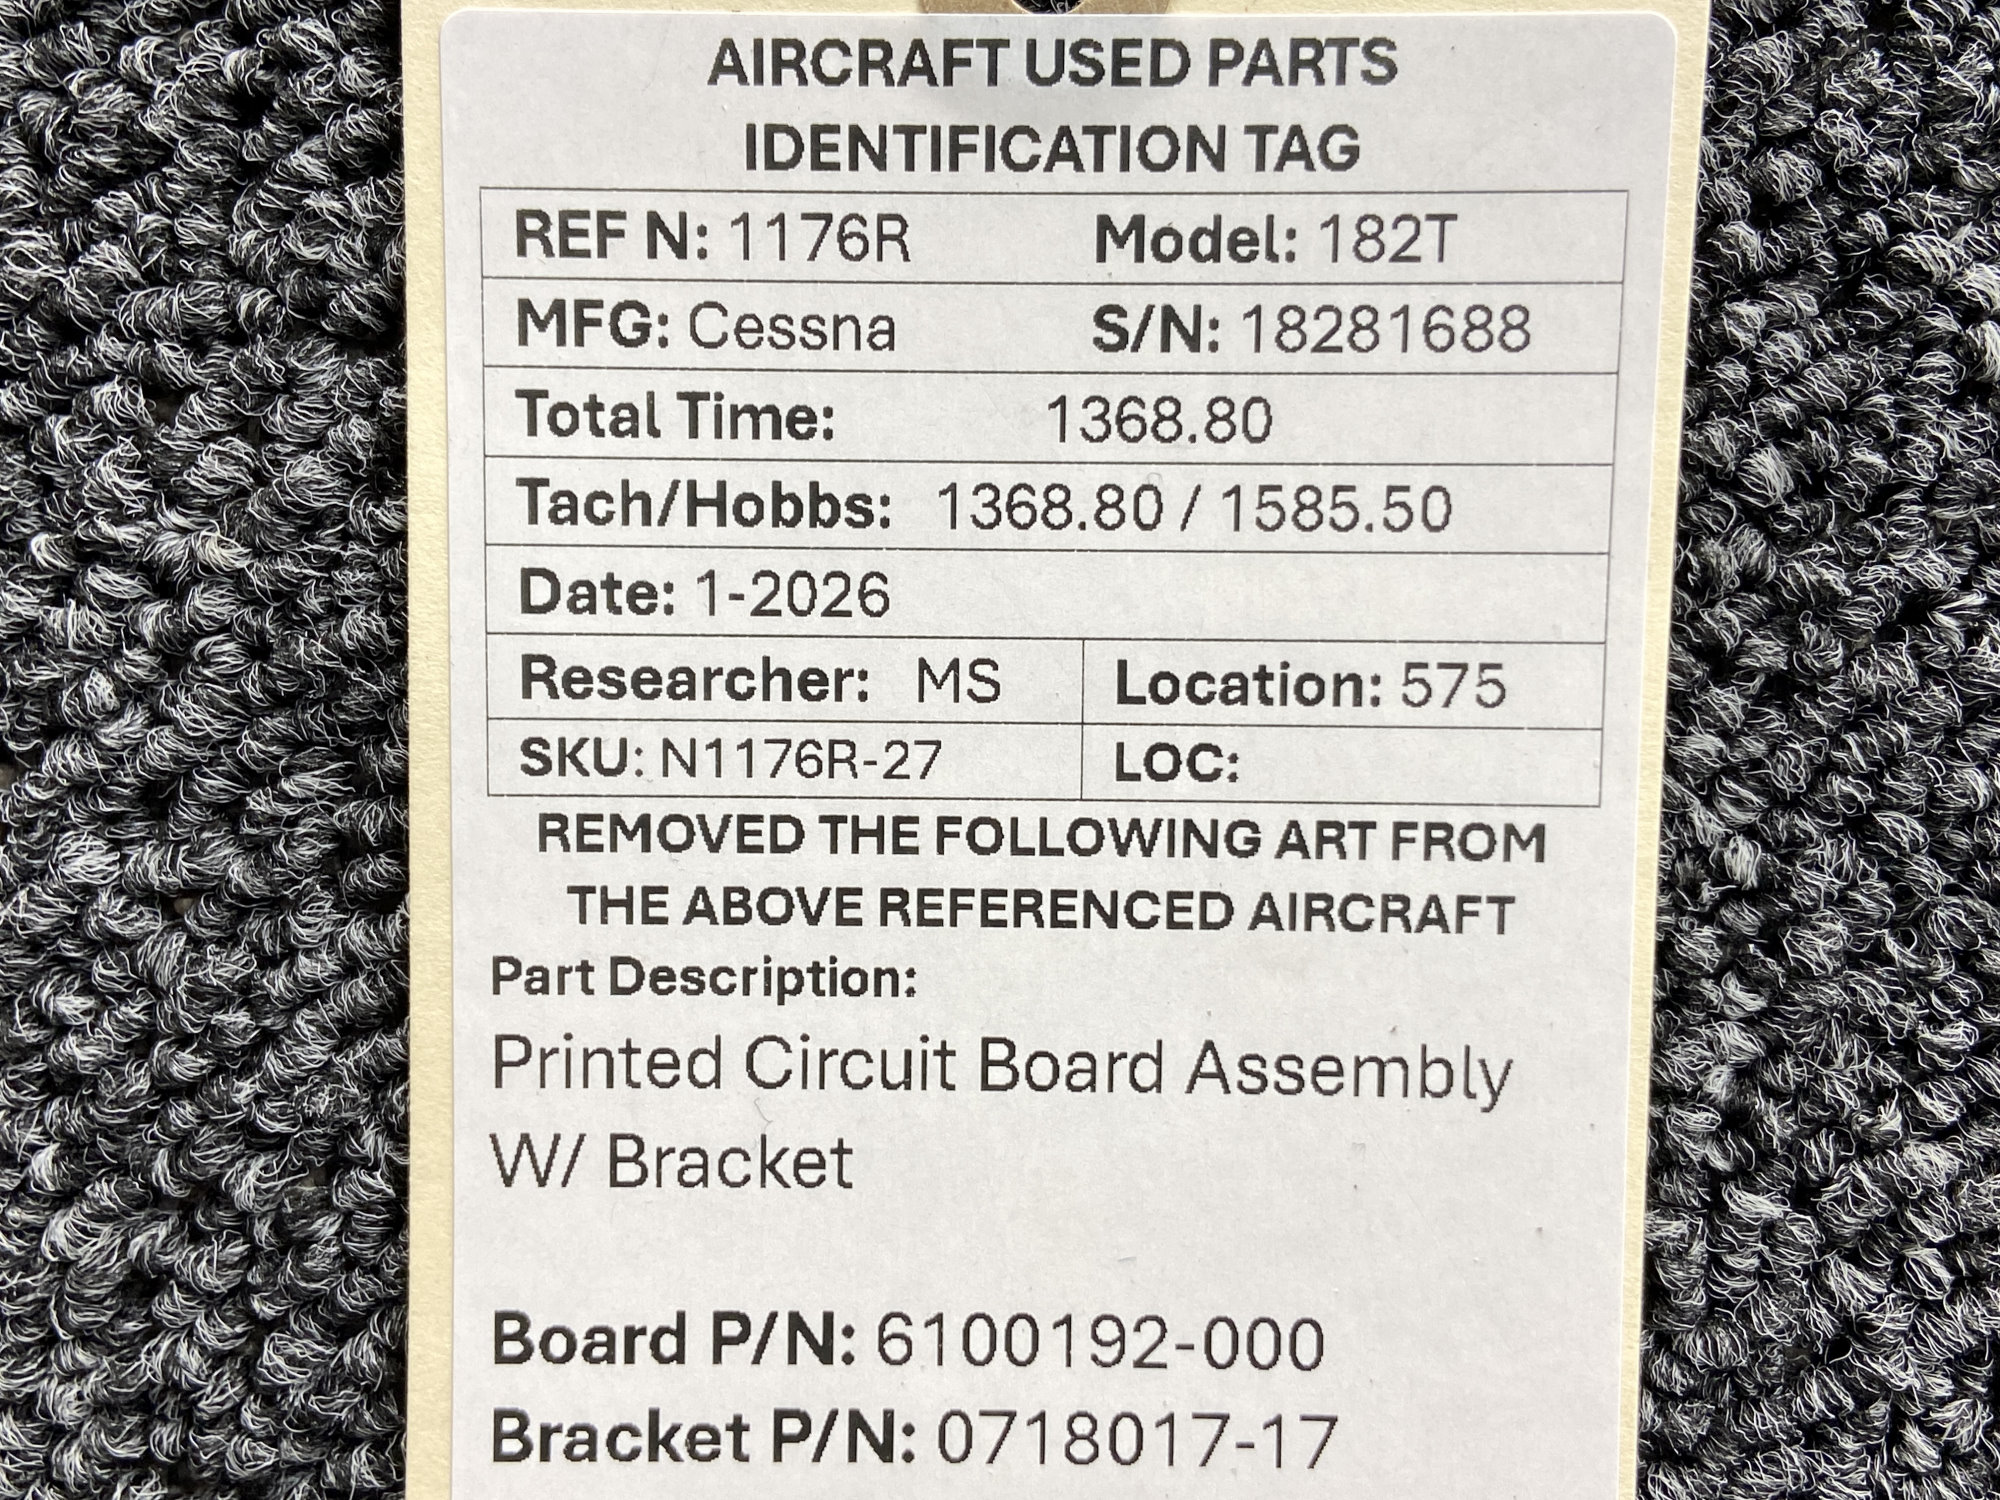 AIRCRAFT USED PARTS
IDENTIFICATION TAG
REF N: 1176R Model: 182T
MFG: Cessna S/N: 18281688
Total Time: 1368.80
Tach/Hobbs: 1368.80 / 1585.50
Date: 1-2026
Researcher: MS Location: 575
SKU: N1176R-27 LOC:
REMOVED THE FOLLOWING ART FROM
THE ABOVE REFERENCED AIRCRAFT
Part Description:
Printed Circuit Board Assembly
W/ Bracket
Board P/N: 6100192-000
Bracket P/N: 0718017-17